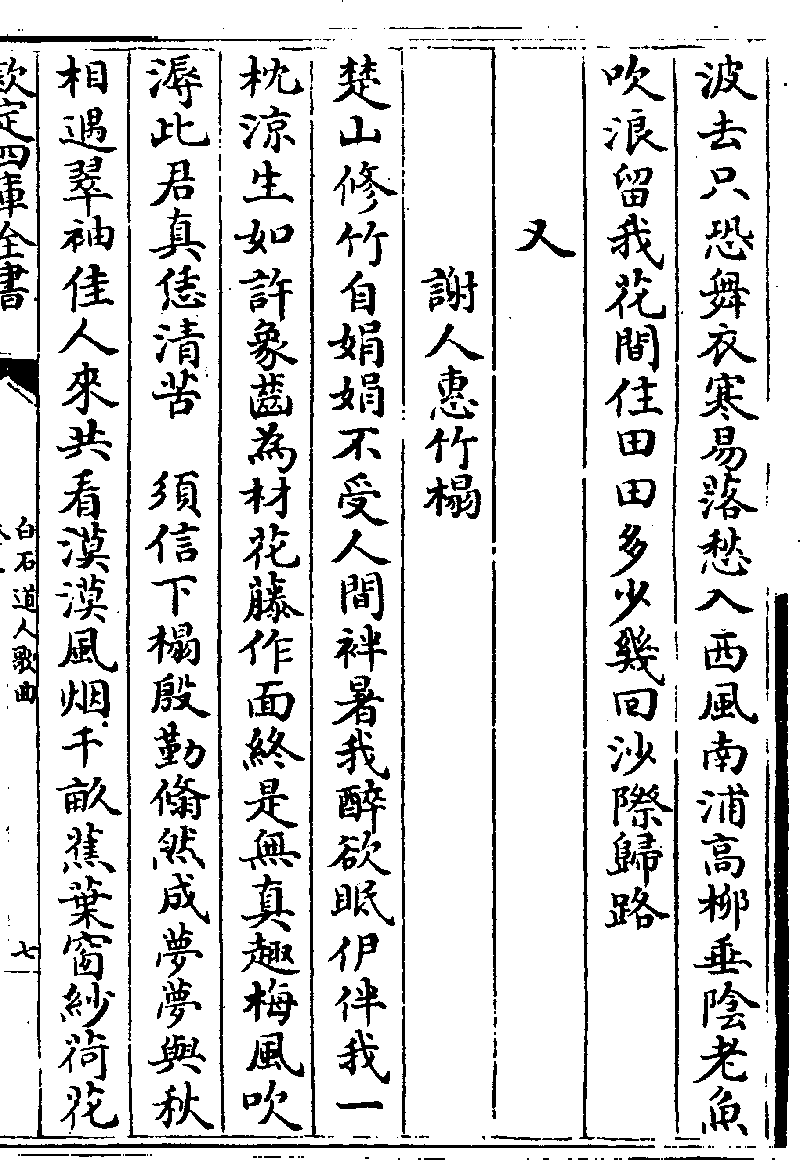 波去只恐舞衣寒易落愁入西風南浦高柳垂陰老魚
吹浪留我花間住田田多少幾回沙際歸路
又
謝人惠竹榻
楚山修竹自娟娟不受人間袢暑我醉欲眠伊伴我一
枕涼生如許象齒為材花藤作面終是無真趣梅風吹
溽此君真恁清苦　須信下榻殷勤翛然成夢夢與秋
相遇翠袖佳人來共看漠漠風烟千畝蕉葉窗紗荷花
欽定四庫全書
白石道人歌曲
七